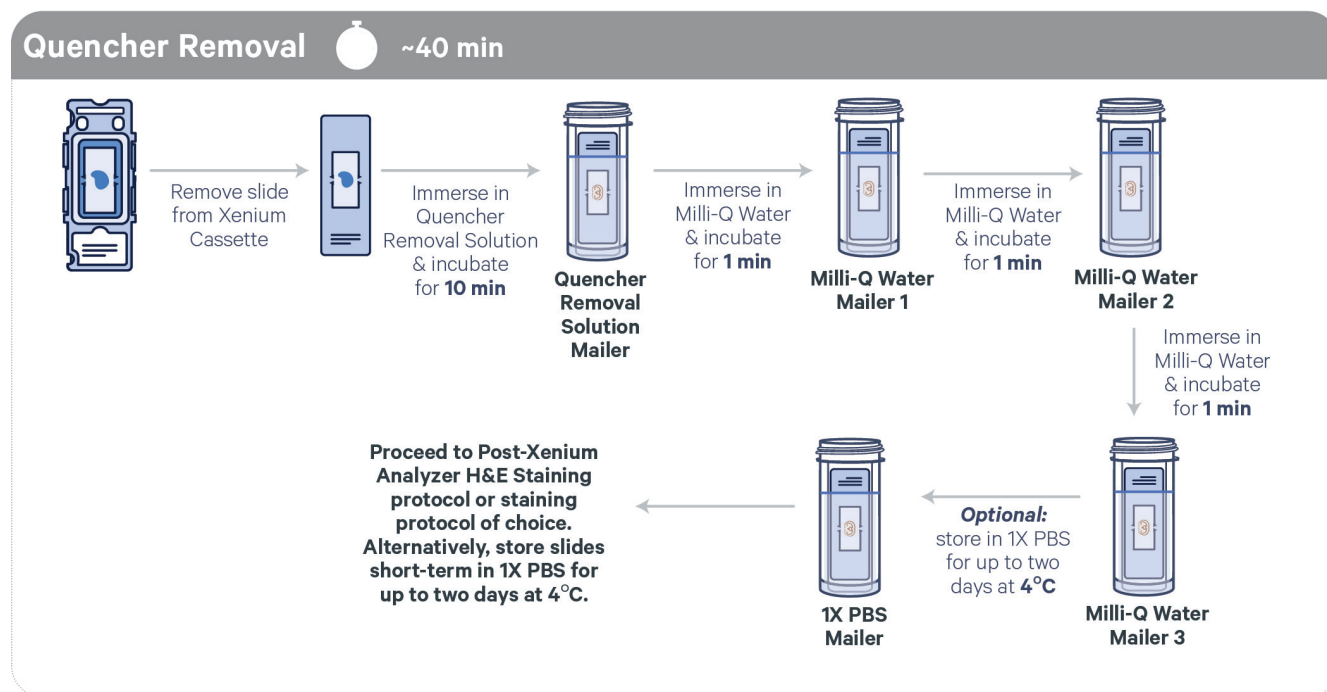 Quencher Removal
~40 min
Remove slide
from Xenium
Cassette
Immerse in
Quencher
Removal Solution
& incubate
for 10 min
Quencher
Removal
Solution
Mailer
Immerse in
Milli-Q Water
& incubate
for 1 min
Milli-Q Water
Mailer 1
Immerse in
Milli-Q Water
& incubate
for 1 min
Milli-Q Water
Mailer 2
Immerse in
Milli-Q Water
& incubate
for 1 min
Milli-Q Water
Mailer 3
Optional:
store in 1X PBS
for up to two
days at 4°C
1X PBS
Mailer
Proceed to Post-Xenium
Analyzer H&E Staining
protocol or staining
protocol of choice.
Alternatively, store slides
short-term in 1X PBS for
up to two days at 4°C.